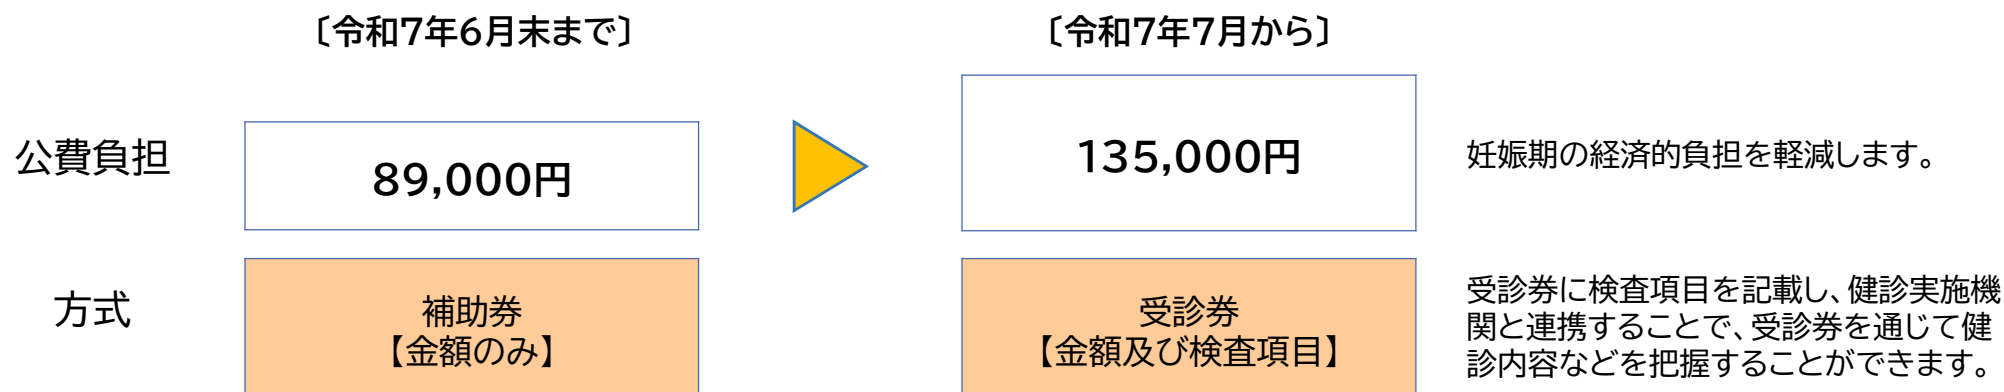 〔令和7年6月末まで〕
〔令和7年7月から〕
公費負担
89,000円
135,000円
妊娠期の経済的負担を軽減します。
方式
補助券
【金額のみ】
受診券
【金額及び検査項目】
受診券に検査項目を記載し、健診実施機
関と連携することで、受診券を通じて健
診内容などを把握することができます。